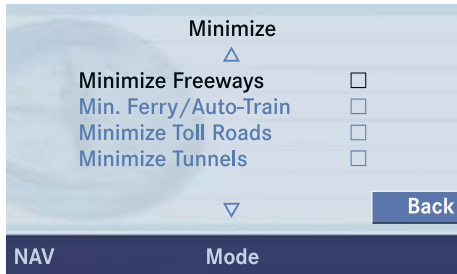 Minimize
Minimize Freeways
Min. Ferry/Auto-Train
Minimize Toll Roads
Minimize Tunnels
Back
NAV Mode